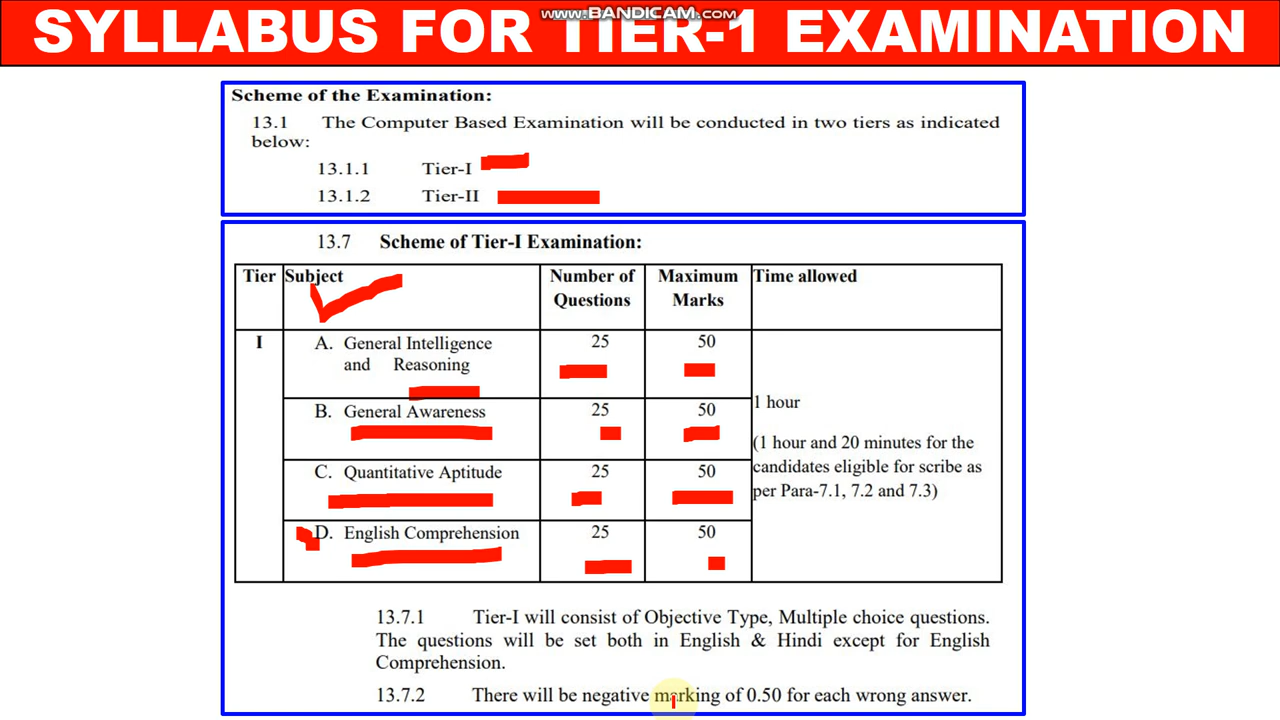 www.BANDICAM.com
SYLLABUS FOR TIER-1 EXAMINATION
Scheme of the Examination:
13.1 The Computer Based Examination will be conducted in two tiers as indicated
below:
13.1.1 Tier-I
13.1.2 Tier-II
13.7 Scheme of Tier-I Examination:
Tier Subject Number of Questions Maximum Marks Time allowed
I A. General Intelligence and Reasoning 25 50
B. General Awareness 25 50
C. Quantitative Aptitude 25 50
D. English Comprehension 25 50
1 hour
(1 hour and 20 minutes for the
candidates eligible for scribe as
per Para-7.1, 7.2 and 7.3)
13.7.1 Tier-I will consist of Objective Type, Multiple choice questions.
The questions will be set both in English & Hindi except for English
Comprehension.
13.7.2 There will be negative marking of 0.50 for each wrong answer.